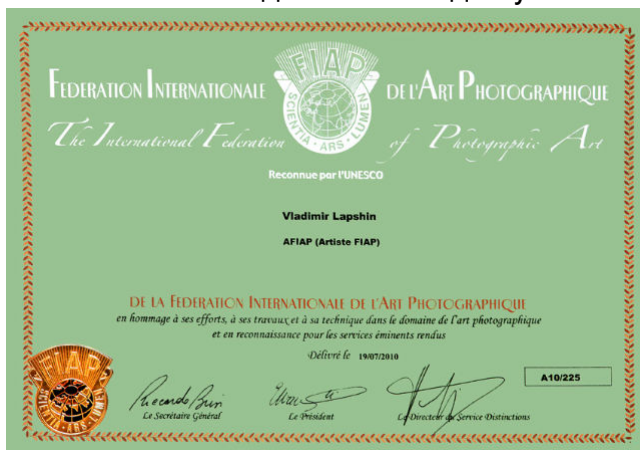 FIAP
FEDERATION INTERNATIONALE DE L'ART PHOTOGRAPHIQUE
SCIENTIA · ARS · LUMEN
The International Federation of Photographic Art
Reconnue par l'UNESCO
Vladimir Lapshin
AFIAP (Artiste FIAP)
DE LA FEDERATION INTERNATIONALE DE L'ART PHOTOGRAPHIQUE
en hommage à ses efforts, à ses travaux et à sa technique dans le domaine de l'art photographique
et en reconnaissance pour les services éminents rendus
Délivré le 19/07/2010
A10/225
FIAP
SCIENTIA · ARS · LUMEN
Le Secrétaire Général Le Président Le Directeur du Service Distinctions